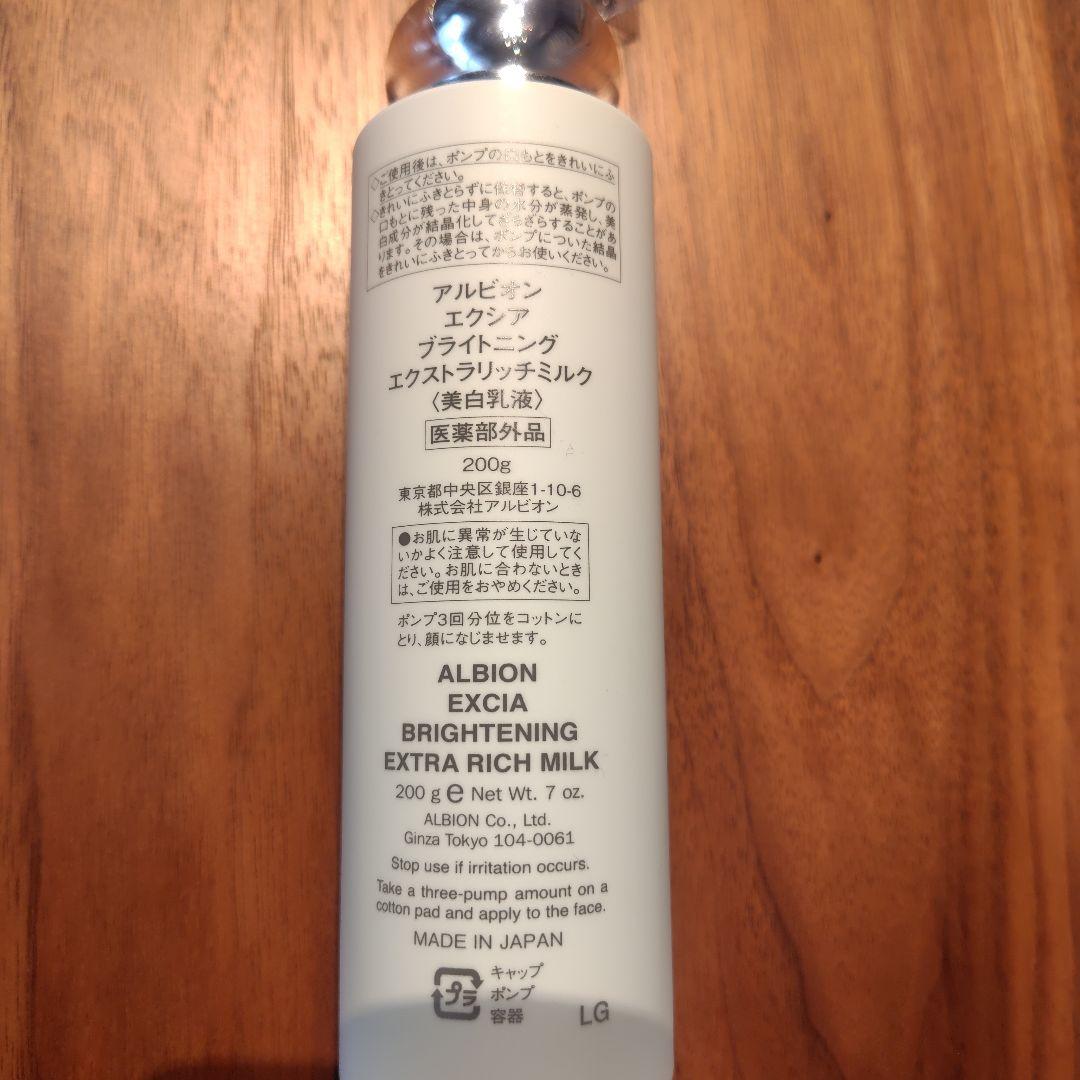 ◇ご使用後は、ポンプの口もとをきれいにふ
きとってください。
◇きれいにふきとらずに保管すると、ポンプの
口もとに残った中身の水分が蒸発し、美
白成分が結晶化してざらざらすることがあ
ります。その場合は、ポンプについた結晶
をきれいにふきとってからお使いください。
アルビオン
エクシア
ブライトニング
エクストラリッチミルク
〈美白乳液〉
医薬部外品
200g
東京都中央区銀座1-10-6
株式会社アルビオン
●お肌に異常が生じていな
いかよく注意して使用してく
ださい。お肌に合わないとき
は、ご使用をおやめください。
ポンプ3回分位をコットンに
とり、顔になじませます。
ALBION
EXCIA
BRIGHTENING
EXTRA RICH MILK
200 g ℮ Net Wt. 7 oz.
ALBION Co., Ltd.
Ginza Tokyo 104-0061
Stop use if irritation occurs.
Take a three-pump amount on a
cotton pad and apply to the face.
MADE IN JAPAN
プラ
キャップ
ポンプ
容器
LG